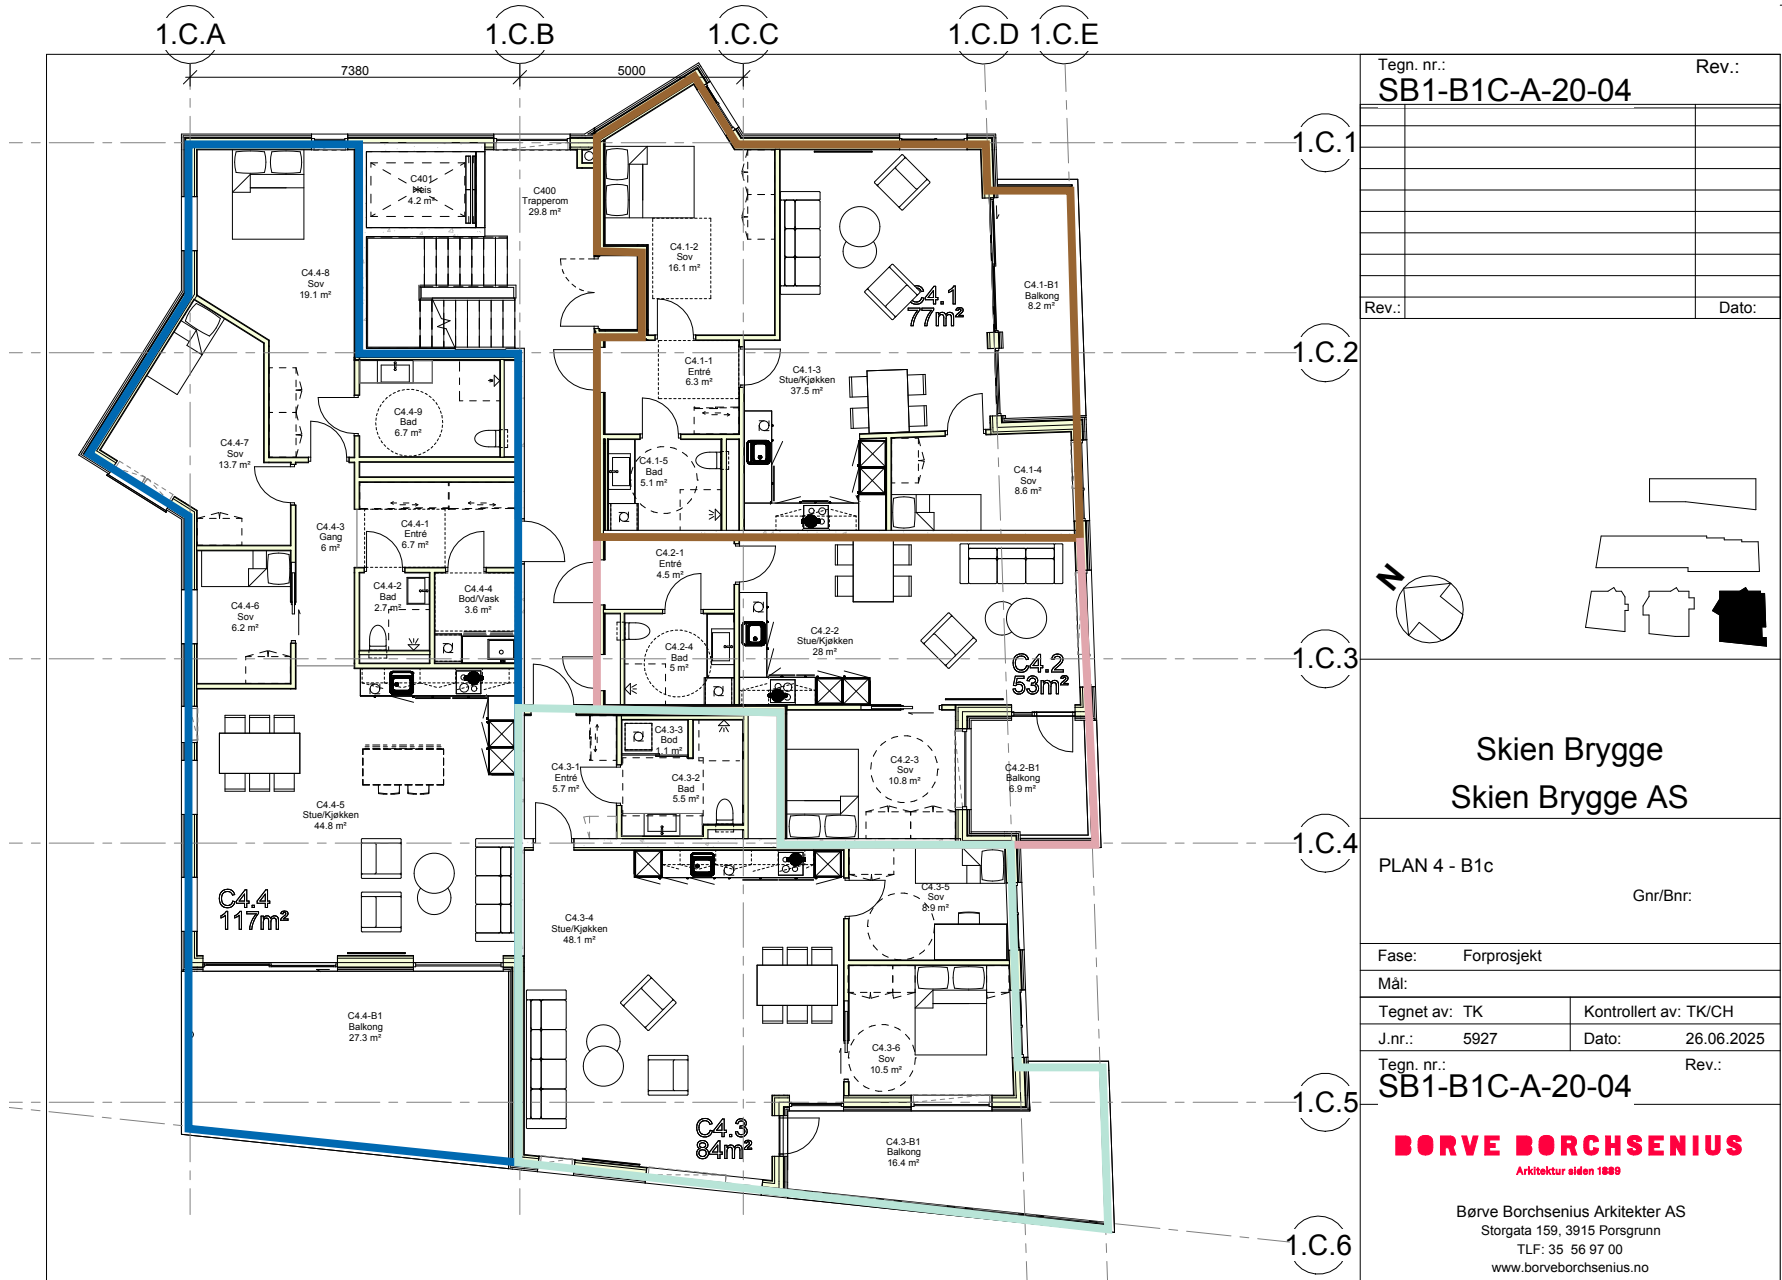 1.C.A
1.C.B
1.C.C
1.C.D
1.C.E
7380
5000
1.C.1
1.C.2
1.C.3
1.C.4
1.C.5
1.C.6
C401
Heis
4.2 m²
C400
Trapperom
29.8 m²
C4.4-8
Sov
19.1 m²
C4.4-7
Sov
13.7 m²
C4.4-9
Bad
6.7 m²
C4.4-3
Gang
6 m²
C4.4-1
Entré
6.7 m²
C4.4-2
Bad
2.7 m²
C4.4-4
Bod/Vask
3.6 m²
C4.4-6
Sov
6.2 m²
C4.4-5
Stue/Kjøkken
44.8 m²
C4.4
117m²
C4.4-B1
Balkong
27.3 m²
C4.1-2
Sov
16.1 m²
C4.1
77m²
C4.1-B1
Balkong
8.2 m²
C4.1-1
Entré
6.3 m²
C4.1-3
Stue/Kjøkken
37.5 m²
C4.1-5
Bad
5.1 m²
C4.1-4
Sov
8.6 m²
C4.2-1
Entré
4.5 m²
C4.2-2
Stue/Kjøkken
28 m²
C4.2-4
Bad
5 m²
C4.2
53m²
C4.2-3
Sov
10.8 m²
C4.2-B1
Balkong
6.9 m²
C4.3-3
Bod
1.1 m²
C4.3-1
Entré
5.7 m²
C4.3-2
Bad
5.5 m²
C4.3-5
Sov
8.9 m²
C4.3-4
Stue/Kjøkken
48.1 m²
C4.3-6
Sov
10.5 m²
C4.3
84m²
C4.3-B1
Balkong
16.4 m²
Tegn. nr.:
Rev.:
SB1-B1C-A-20-04
Rev.:
Dato:
N
Skien Brygge
Skien Brygge AS
PLAN 4 - B1c
Gnr/Bnr:
Fase: Forprosjekt
Mål:
Tegnet av: TK
Kontrollert av: TK/CH
J.nr.: 5927
Dato: 26.06.2025
Tegn. nr.:
Rev.:
SB1-B1C-A-20-04
BØRVE BORCHSENIUS
Arkitektur siden 1889
Børve Borchsenius Arkitekter AS
Storgata 159, 3915 Porsgrunn
TLF: 35 56 97 00
www.borveborchsenius.no